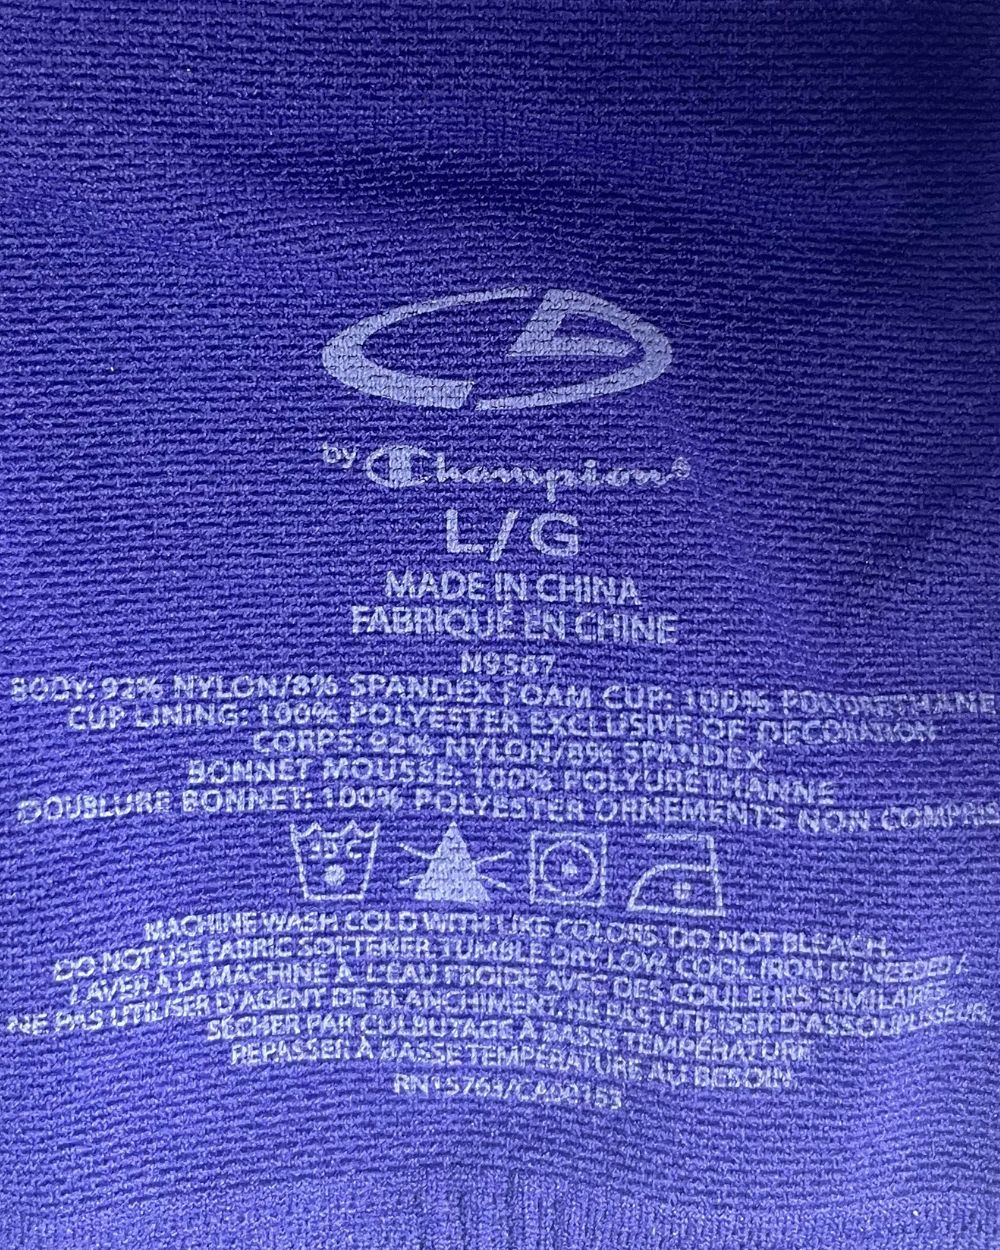 by Champion®
L/G
MADE IN CHINA
FABRIQUÉ EN CHINE
N9567
BODY: 92% NYLON/8% SPANDEX FOAM CUP: 100% POLYURETHANE
CUP LINING: 100% POLYESTER EXCLUSIVE OF DECORATION
CORPS: 92% NYLON/8% SPANDEX
BONNET MOUSSE: 100% POLYURETHANNE
DOUBLURE BONNET: 100% POLYESTER ORNEMENTS NON COMPRIS
MACHINE WASH COLD WITH LIKE COLORS. DO NOT BLEACH.
DO NOT USE FABRIC SOFTENER. TUMBLE DRY LOW. COOL IRON IF NEEDED
LAVER À LA MACHINE À L'EAU FROIDE AVEC DES COULEURS SIMILAIRES
NE PAS UTILISER D'AGENT DE BLANCHIMENT. NE PAS UTILISER D'ASSOUPLISSEUR
SÉCHER PAR CULBUTAGE À BASSE TEMPÉRATURE
REPASSER À BASSE TEMPÉRATURE AU BESOIN.